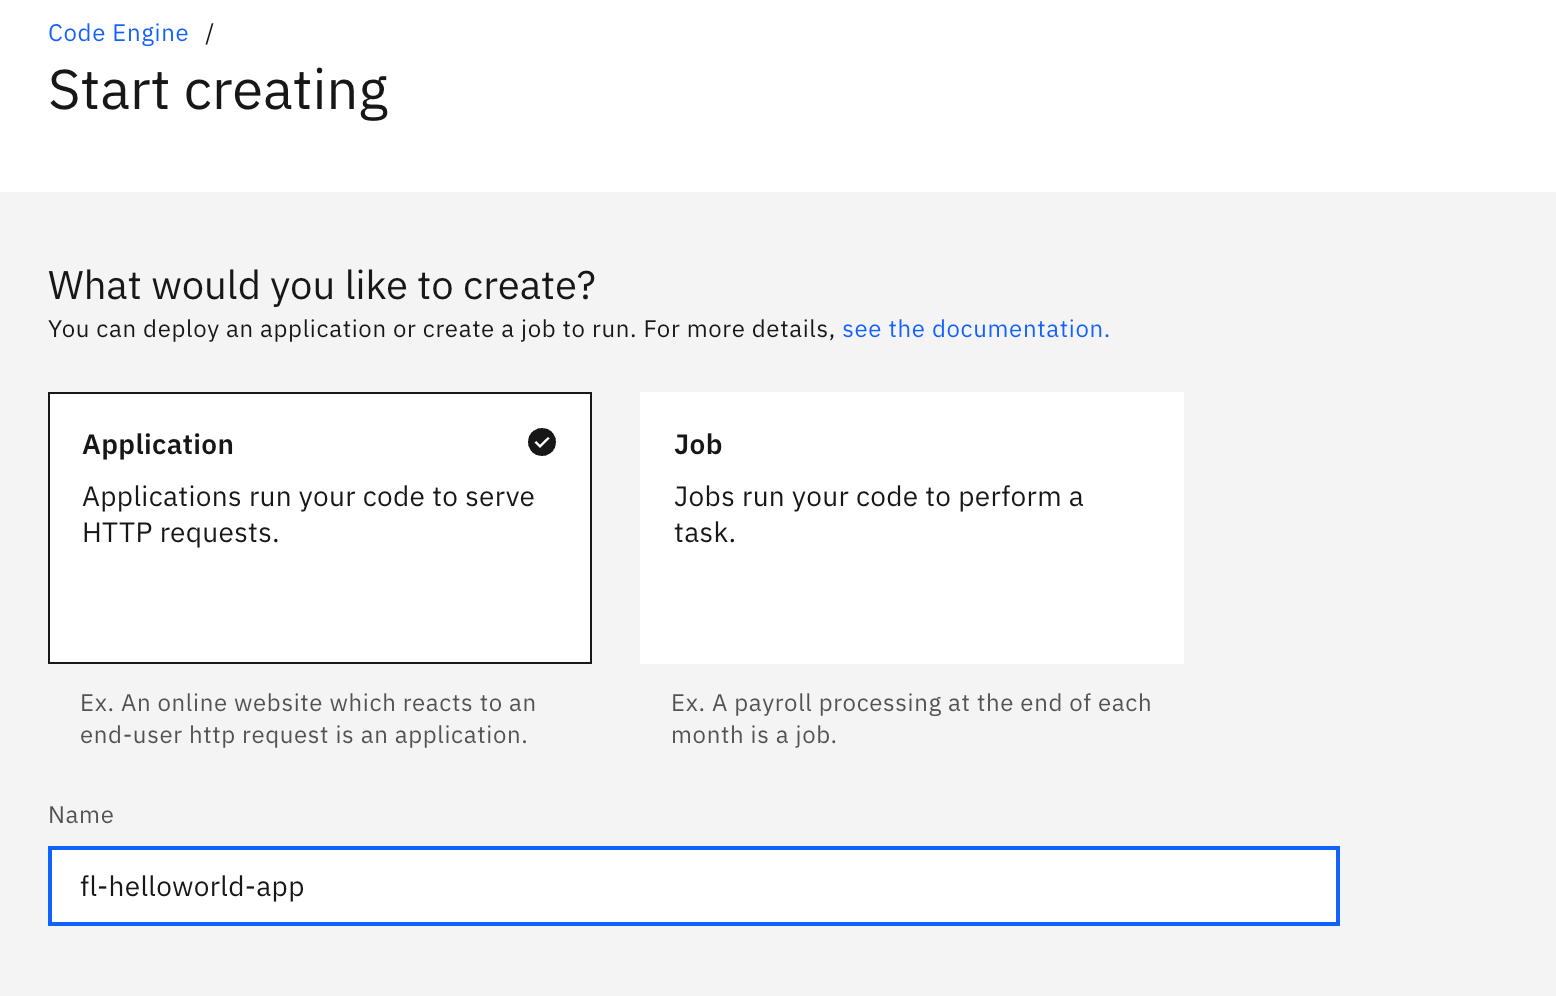 Code Engine /
Start creating
What would you like to create?
You can deploy an application or create a job to run. For more details, see the documentation.
Application
Applications run your code to serve
HTTP requests.
Job
Jobs run your code to perform a
task.
Ex. An online website which reacts to an
end-user http request is an application.
Ex. A payroll processing at the end of each
month is a job.
Name
fl-helloworld-app